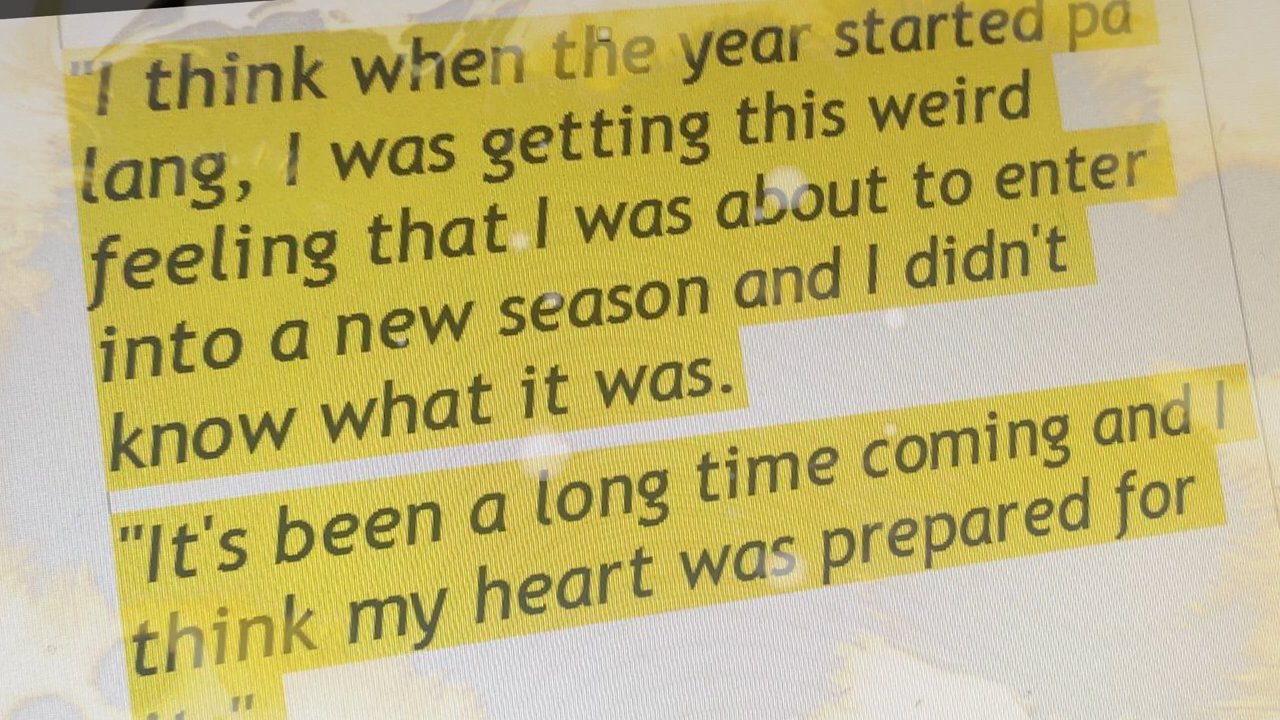 "I think when the year started pa
lang, I was getting this weird
feeling that I was about to enter
into a new season and I didn't
know what it was.
"It's been a long time coming and I
think my heart was prepared for
it."